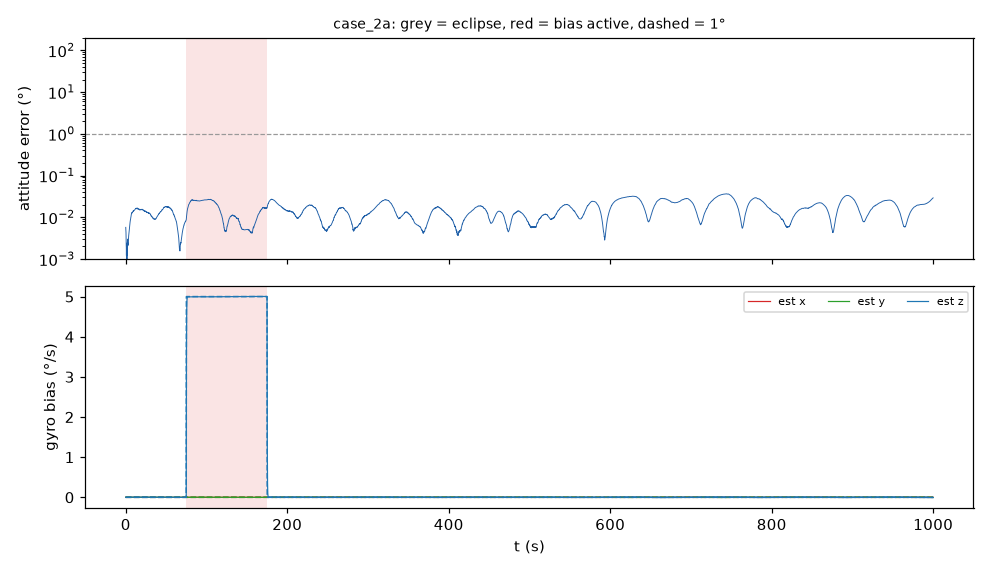 case_2a: grey = eclipse, red = bias active, dashed = 1°
attitude error (°)
10²
10¹
10⁰
10⁻¹
10⁻²
10⁻³
gyro bias (°/s)
5
4
3
2
1
0
est x est y est z
0 200 400 600 800 1000
t (s)